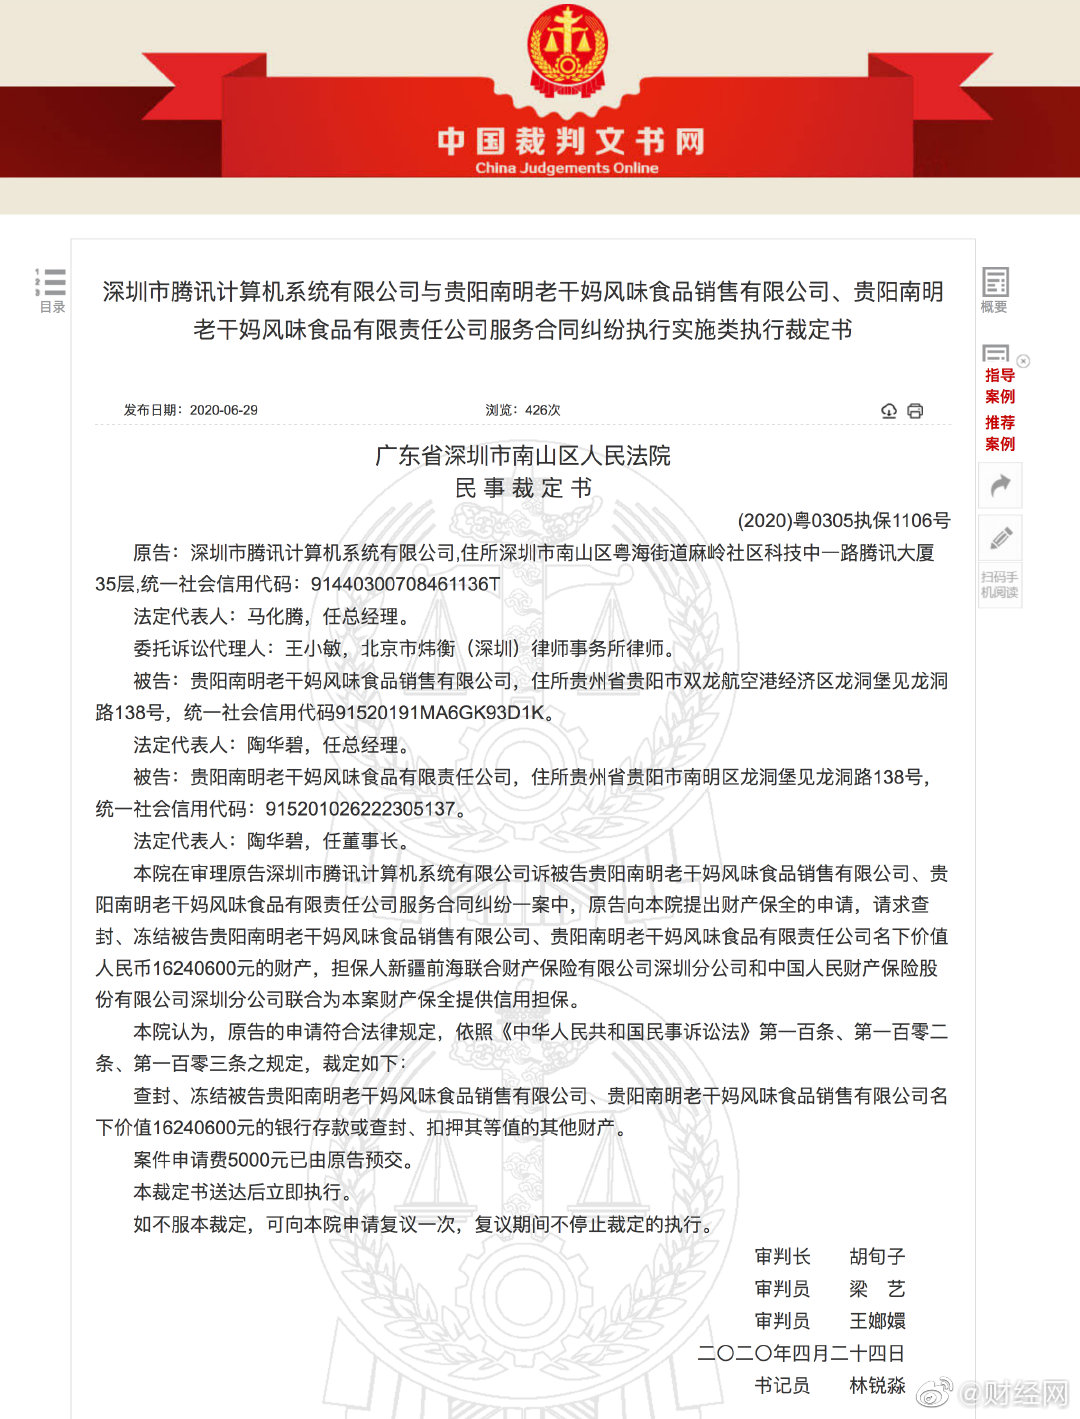 中国裁判文书网
China Judgements Online
1
2
3
目录
概要
指导
案例
推荐
案例
扫码手
机阅读
深圳市腾讯计算机系统有限公司与贵阳南明老干妈风味食品销售有限公司、贵阳南明
老干妈风味食品有限责任公司服务合同纠纷执行实施类执行裁定书
发布日期：2020-06-29 浏览：426次
广东省深圳市南山区人民法院
民 事 裁 定 书
(2020)粤0305执保1106号
原告：深圳市腾讯计算机系统有限公司,住所深圳市南山区粤海街道麻岭社区科技中一路腾讯大厦
35层,统一社会信用代码：91440300708461136T
法定代表人：马化腾，任总经理。
委托诉讼代理人：王小敏，北京市炜衡（深圳）律师事务所律师。
被告：贵阳南明老干妈风味食品销售有限公司，住所贵州省贵阳市双龙航空港经济区龙洞堡见龙洞
路138号，统一社会信用代码91520191MA6GK93D1K。
法定代表人：陶华碧，任总经理。
被告：贵阳南明老干妈风味食品有限责任公司，住所贵州省贵阳市南明区龙洞堡见龙洞路138号，
统一社会信用代码：915201026222305137。
法定代表人：陶华碧，任董事长。
本院在审理原告深圳市腾讯计算机系统有限公司诉被告贵阳南明老干妈风味食品销售有限公司、贵
阳南明老干妈风味食品有限责任公司服务合同纠纷一案中，原告向本院提出财产保全的申请，请求查
封、冻结被告贵阳南明老干妈风味食品销售有限公司、贵阳南明老干妈风味食品有限责任公司名下价值
人民币16240600元的财产，担保人新疆前海联合财产保险有限公司深圳分公司和中国人民财产保险股
份有限公司深圳分公司联合为本案财产保全提供信用担保。
本院认为，原告的申请符合法律规定，依照《中华人民共和国民事诉讼法》第一百条、第一百零二
条、第一百零三条之规定，裁定如下：
查封、冻结被告贵阳南明老干妈风味食品销售有限公司、贵阳南明老干妈风味食品销售有限公司名
下价值16240600元的银行存款或查封、扣押其等值的其他财产。
案件申请费5000元已由原告预交。
本裁定书送达后立即执行。
如不服本裁定，可向本院申请复议一次，复议期间不停止裁定的执行。
审判长 胡旬子
审判员 梁 艺
审判员 王嫏嬛
二〇二〇年四月二十四日
书记员 林锐淼
@财经网